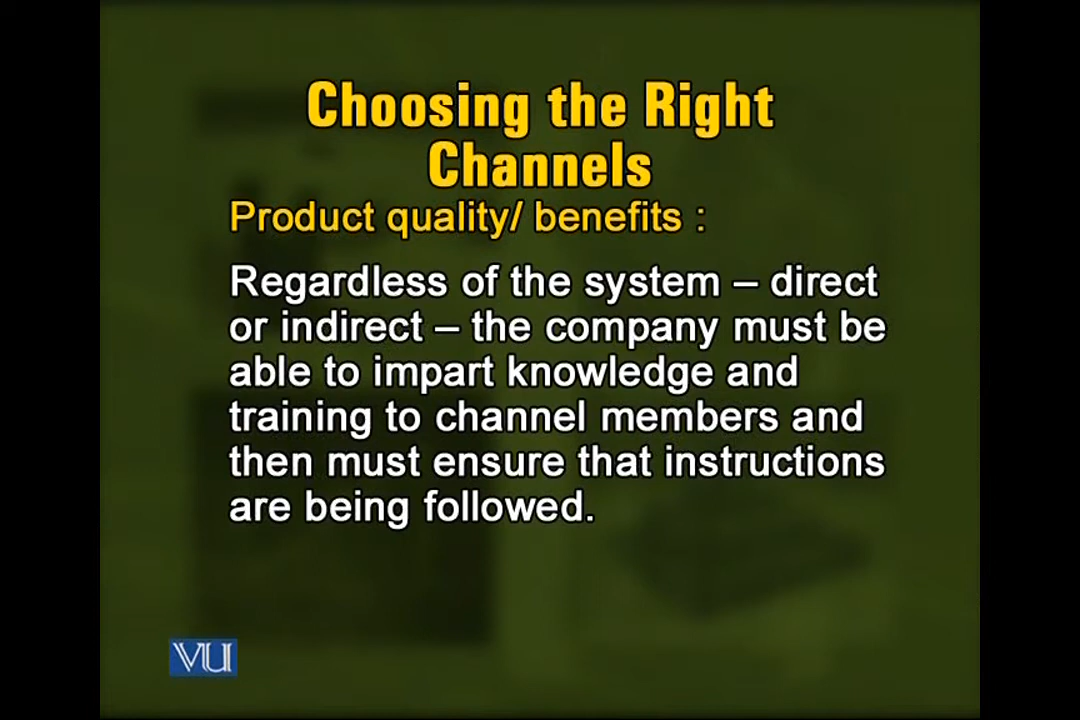 Choosing the Right
Channels
Product quality/ benefits :
Regardless of the system – direct
or indirect – the company must be
able to impart knowledge and
training to channel members and
then must ensure that instructions
are being followed.
VU